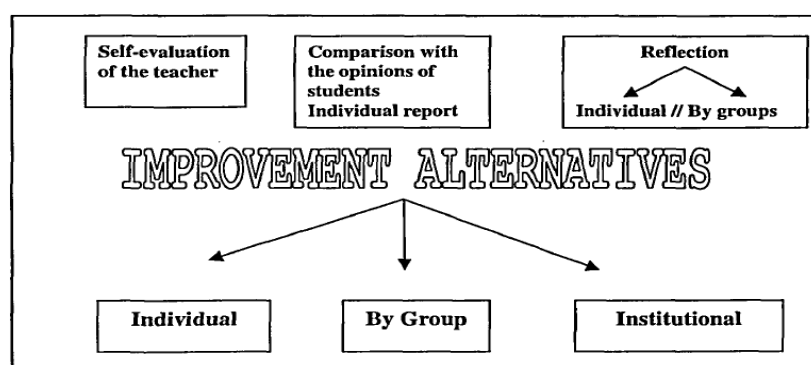 Self-evaluation
of the teacher
Comparison with
the opinions of
students
Individual report
Reflection
Individual // By groups
IMPROVEMENT ALTERNATIVES
Individual
By Group
Institutional